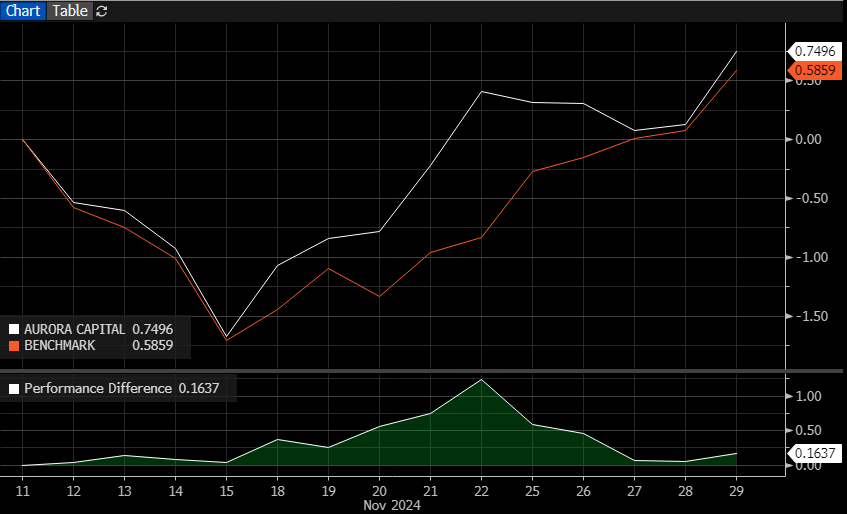 Chart Table
0.7496
0.5859
0.50
0.00
-0.50
-1.00
-1.50
AURORA CAPITAL 0.7496
BENCHMARK 0.5859
Performance Difference 0.1637
1.00
0.50
0.1637
0.00
11 12 13 14 15 18 19 20 21 22 25 26 27 28 29
Nov 2024